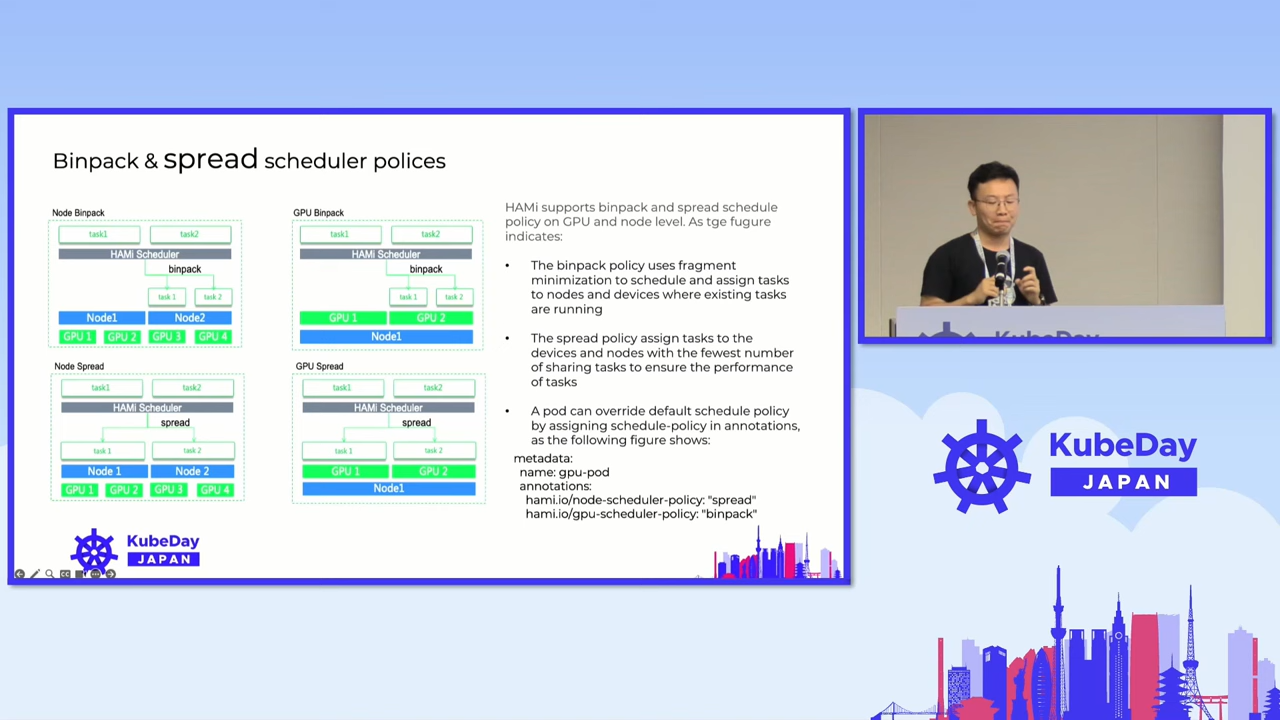 Binpack & spread scheduler polices
Node Binpack
task1 task2
HAMi Scheduler
binpack
task 1 task 2
Node1 Node2
GPU 1 GPU 2 GPU 3 GPU 4
GPU Binpack
task1 task2
HAMi Scheduler
binpack
task 1 task 2
GPU 1 GPU 2
Node1
Node Spread
task1 task2
HAMi Scheduler
spread
task 1 task 2
Node 1 Node 2
GPU 1 GPU 2 GPU 3 GPU 4
GPU Spread
task1 task2
HAMi Scheduler
spread
task 1 task 2
GPU 1 GPU 2
Node1
HAMi supports binpack and spread schedule
policy on GPU and node level. As tge fugure
indicates:
• The binpack policy uses fragment
minimization to schedule and assign tasks
to nodes and devices where existing tasks
are running
• The spread policy assign tasks to the
devices and nodes with the fewest number
of sharing tasks to ensure the performance
of tasks
• A pod can override default schedule policy
by assigning schedule-policy in annotations,
as the following figure shows:
metadata:
name: gpu-pod
annotations:
hami.io/node-scheduler-policy: "spread"
hami.io/gpu-scheduler-policy: "binpack"
KubeDay
JAPAN
KubeDay
KubeDay
JAPAN